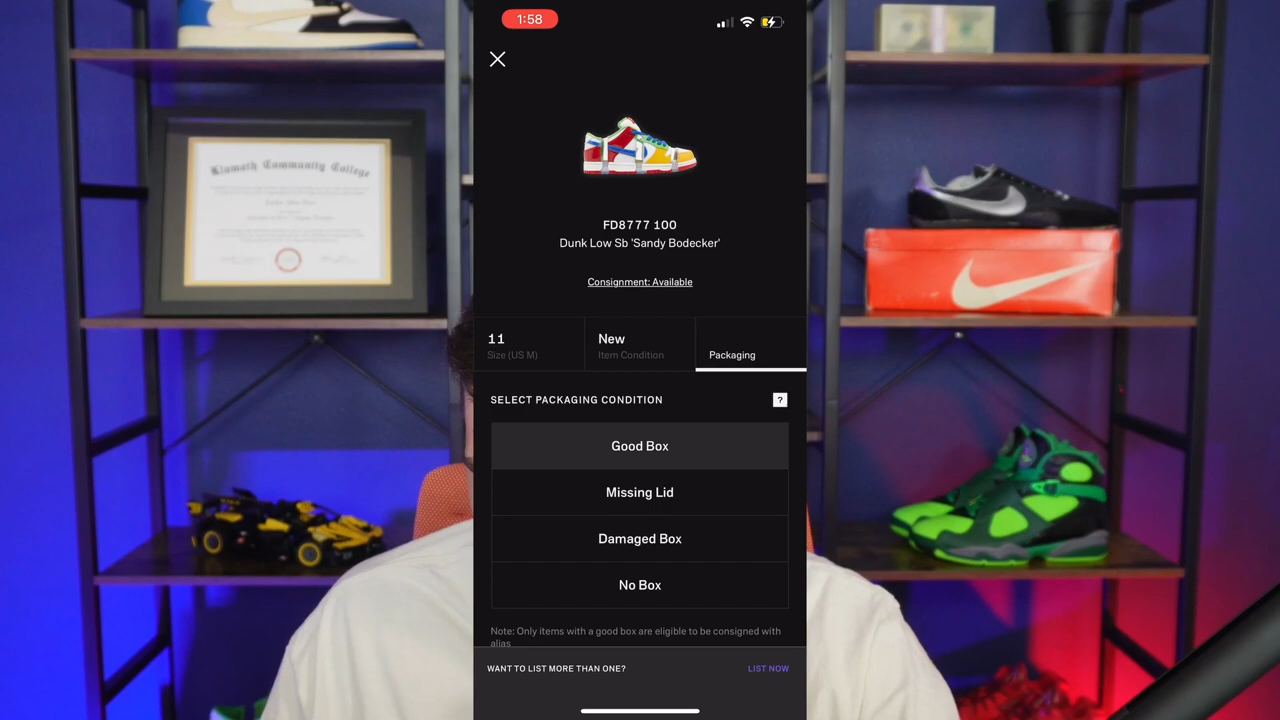 1:58
Klamath Community College
FD8777 100
Dunk Low Sb 'Sandy Bodecker'
Consignment: Available
11
Size (US M)
New
Item Condition
Packaging
SELECT PACKAGING CONDITION
?
Good Box
Missing Lid
Damaged Box
No Box
Note: Only items with a good box are eligible to be consigned with
alias
WANT TO LIST MORE THAN ONE?
LIST NOW